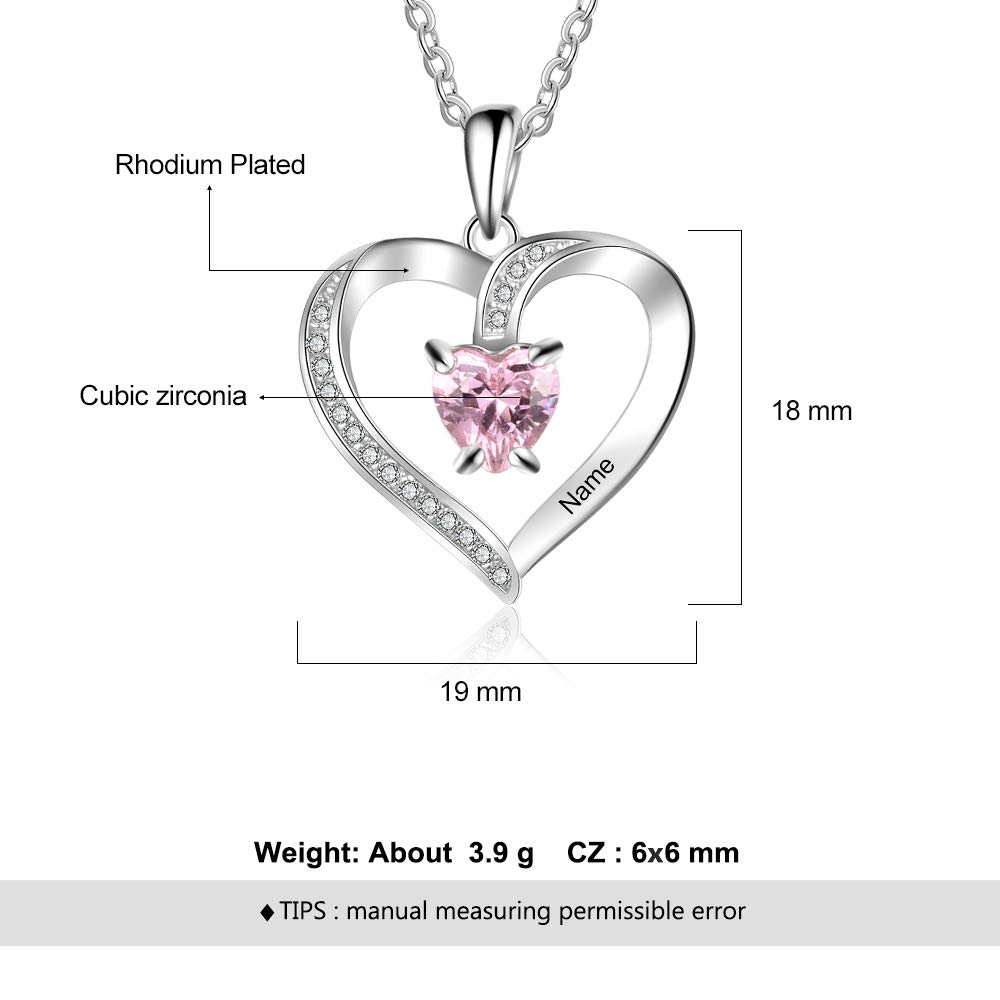 Rhodium Plated
Cubic zirconia
18 mm
Name
19 mm
Weight: About 3.9 g CZ : 6x6 mm
♦TIPS : manual measuring permissible error